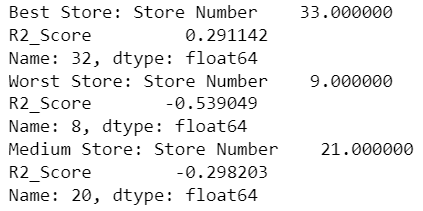 Best Store: Store Number    33.000000
R2_Score           0.291142
Name: 32, dtype: float64
Worst Store: Store Number    9.000000
R2_Score        -0.539049
Name: 8, dtype: float64
Medium Store: Store Number    21.000000
R2_Score         -0.298203
Name: 20, dtype: float64